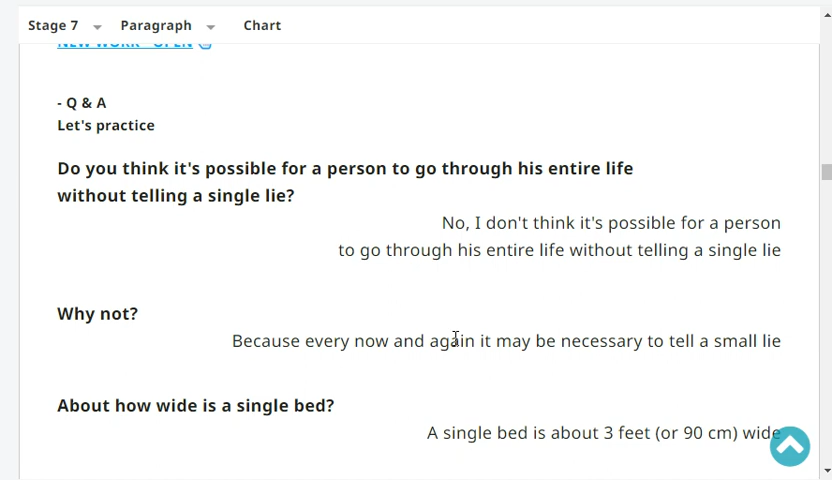 Stage 7 Paragraph Chart
NEW WORK - OPEN
- Q & A
Let's practice
Do you think it's possible for a person to go through his entire life
without telling a single lie?
No, I don't think it's possible for a person
to go through his entire life without telling a single lie
Why not?
Because every now and again it may be necessary to tell a small lie
About how wide is a single bed?
A single bed is about 3 feet (or 90 cm) wide